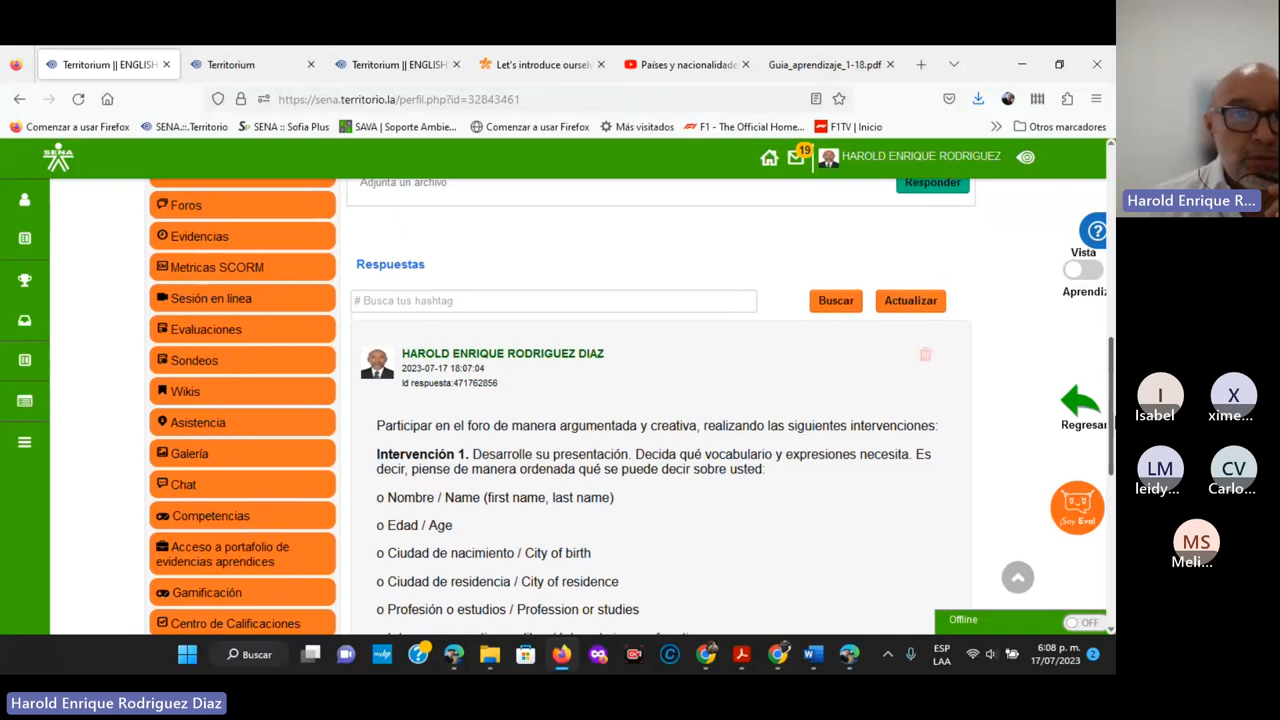 Territorium || ENGLISH
Territorium
Territorium || ENGLISH
Let's introduce oursel
Países y nacionalidade
Guia_aprendizaje_1-18.pdf
https://sena.territorio.la/perfil.php?id=32843461
Comenzar a usar Firefox
SENA.::.Territorio
SENA :: Sofia Plus
SAVA | Soporte Ambie...
Comenzar a usar Firefox
Más visitados
F1 - The Official Home...
F1TV | Inicio
Otros marcadores
SENA
19
HAROLD ENRIQUE RODRIGUEZ
Adjunta un archivo
Responder
Foros
Evidencias
Metricas SCORM
Sesión en línea
Evaluaciones
Sondeos
Wikis
Asistencia
Galería
Chat
Competencias
Acceso a portafolio de
evidencias aprendices
Gamificación
Centro de Calificaciones
Respuestas
# Busca tus hashtag
Buscar
Actualizar
HAROLD ENRIQUE RODRIGUEZ DIAZ
2023-07-17 18:07:04
id respuesta:471762856
Participar en el foro de manera argumentada y creativa, realizando las siguientes intervenciones:
Intervención 1. Desarrolle su presentación. Decida qué vocabulario y expresiones necesita. Es
decir, piense de manera ordenada qué se puede decir sobre usted:
o Nombre / Name (first name, last name)
o Edad / Age
o Ciudad de nacimiento / City of birth
o Ciudad de residencia / City of residence
o Profesión o estudios / Profession or studies
Vista
Aprendiz
Regresar
¡Soy Eva!
Offline
OFF
Buscar
ESP
LAA
6:08 p. m.
17/07/2023
2
Harold Enrique R...
I
Isabel
X
xime...
LM
leidy...
CV
Carlo...
MS
Meli...
Harold Enrique Rodriguez Diaz